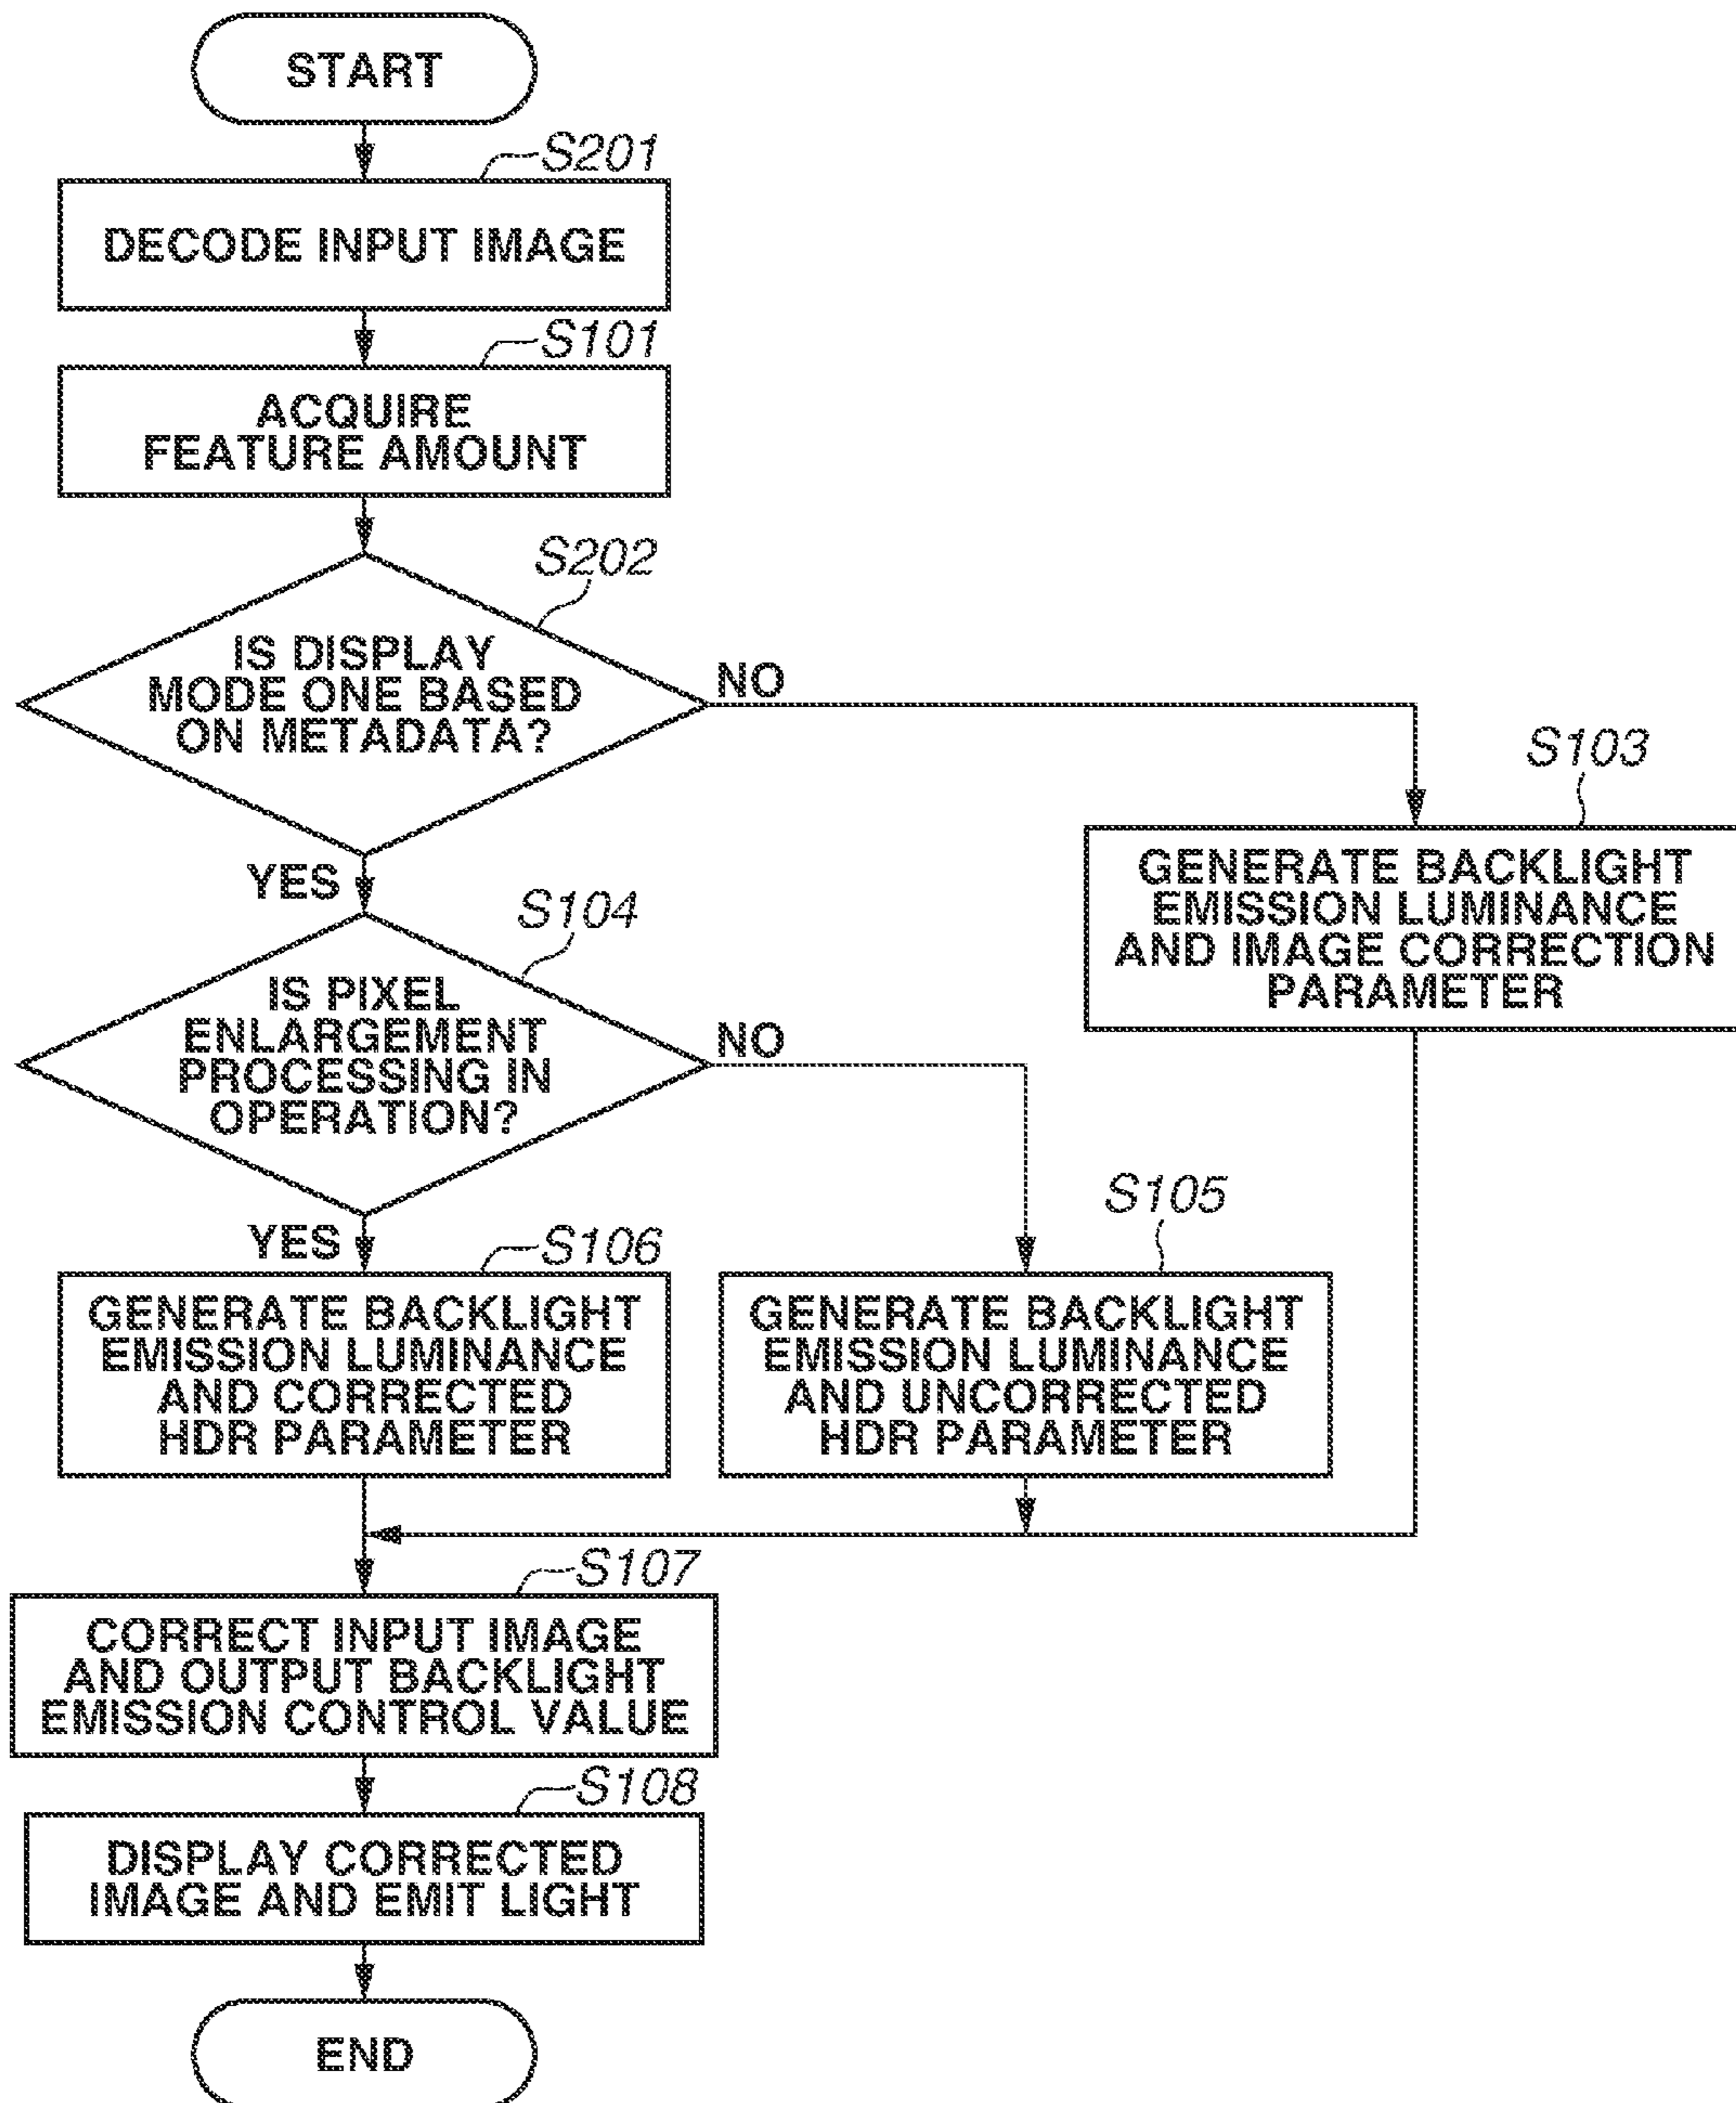 START
S201
DECODE INPUT IMAGE
S101
ACQUIRE
FEATURE AMOUNT
S202
IS DISPLAY
MODE ONE BASED
ON METADATA?
NO
YES
S103
GENERATE BACKLIGHT
EMISSION LUMINANCE
AND IMAGE CORRECTION
PARAMETER
S104
IS PIXEL
ENLARGEMENT
PROCESSING IN
OPERATION?
NO
YES
S106
GENERATE BACKLIGHT
EMISSION LUMINANCE
AND CORRECTED
HDR PARAMETER
S105
GENERATE BACKLIGHT
EMISSION LUMINANCE
AND UNCORRECTED
HDR PARAMETER
S107
CORRECT INPUT IMAGE
AND OUTPUT BACKLIGHT
EMISSION CONTROL VALUE
S108
DISPLAY CORRECTED
IMAGE AND EMIT LIGHT
END